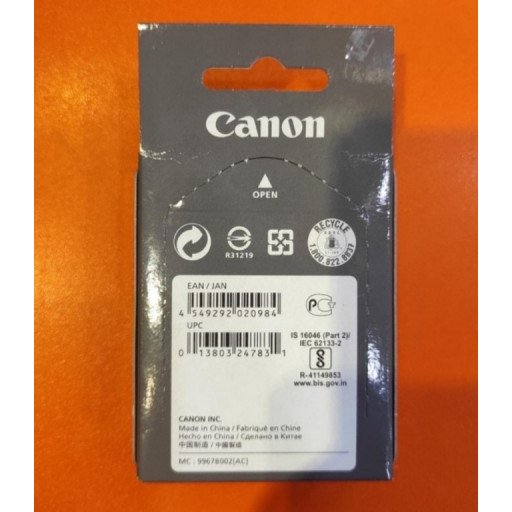 Canon
OPEN
R31219
RECYCLE
1.800.822.8837
EAN / JAN
4 549292 020984
UPC
0 13803 24783 1
IS 16046 (Part 2)/
IEC 62133-2
R-41149853
www.bis.gov.in
CANON INC.
Made in China / Fabriqué en Chine
Hecho en China / Сделано в Китае
中国制造 / 中國製造
MC : 9967B002(AC)